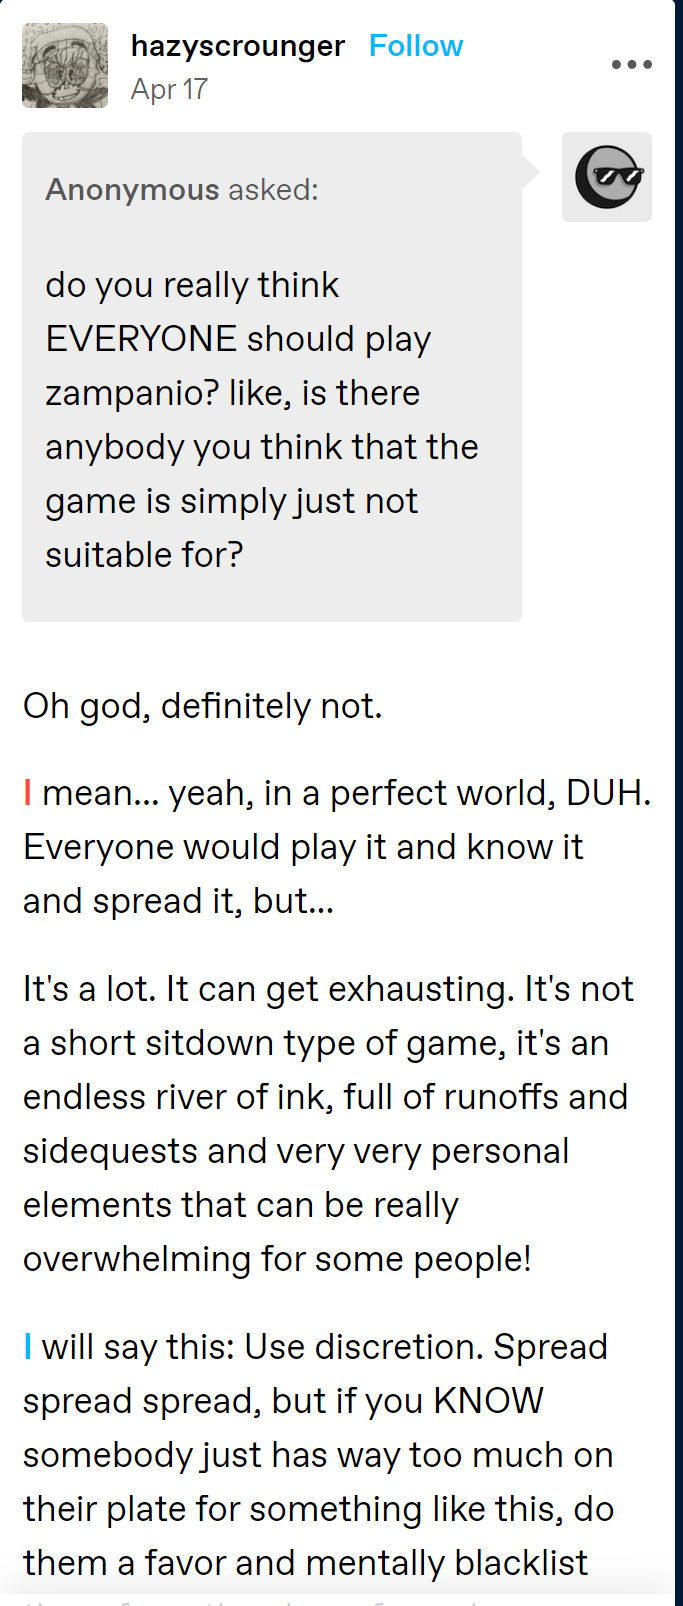 hazyscrounger Follow
Apr 17
Anonymous asked:
do you really think
EVERYONE should play
zampanio? like, is there
anybody you think that the
game is simply just not
suitable for?
Oh god, definitely not.
I mean... yeah, in a perfect world, DUH.
Everyone would play it and know it
and spread it, but...
It's a lot. It can get exhausting. It's not
a short sitdown type of game, it's an
endless river of ink, full of runoffs and
sidequests and very very personal
elements that can be really
overwhelming for some people!
I will say this: Use discretion. Spread
spread spread, but if you KNOW
somebody just has way too much on
their plate for something like this, do
them a favor and mentally blacklist